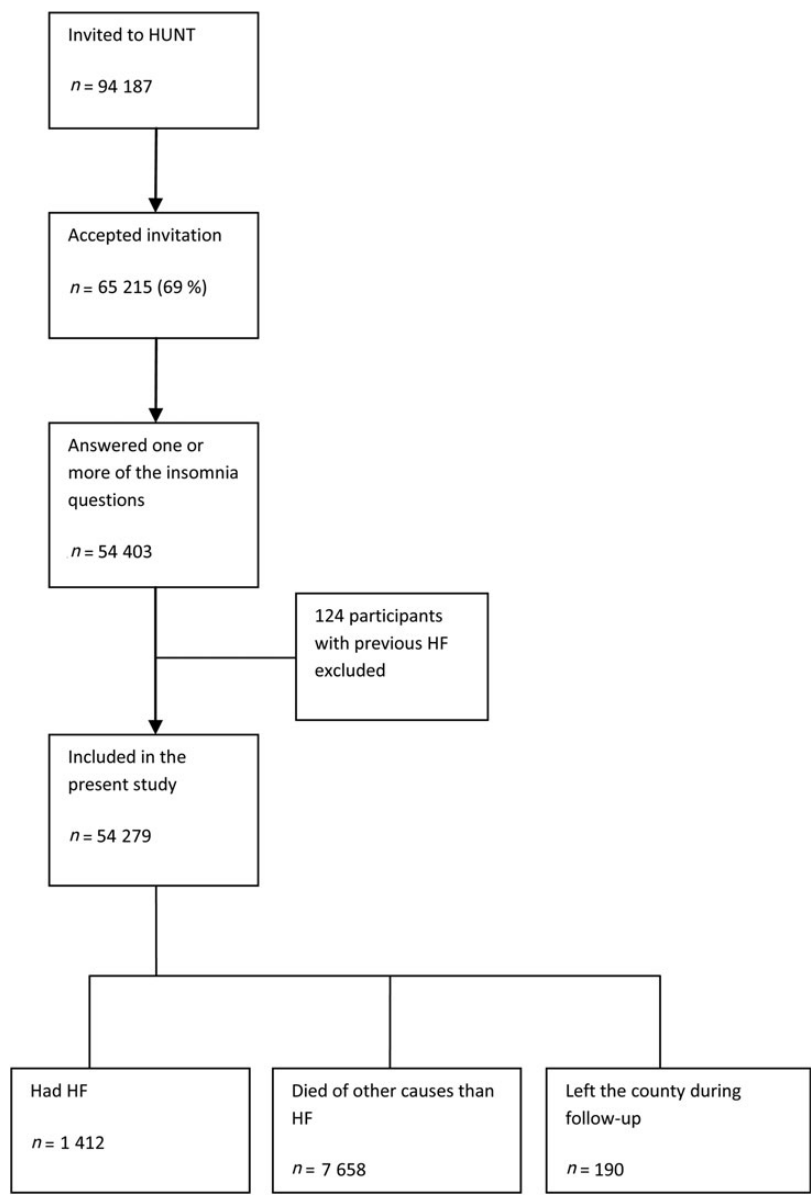 Invited to HUNT
n = 94 187
Accepted invitation
n = 65 215 (69 %)
Answered one or
more of the insomnia
questions
n = 54 403
124 participants
with previous HF
excluded
Included in the
present study
n = 54 279
Had HF
n = 1 412
Died of other causes than
HF
n = 7 658
Left the county during
follow-up
n = 190